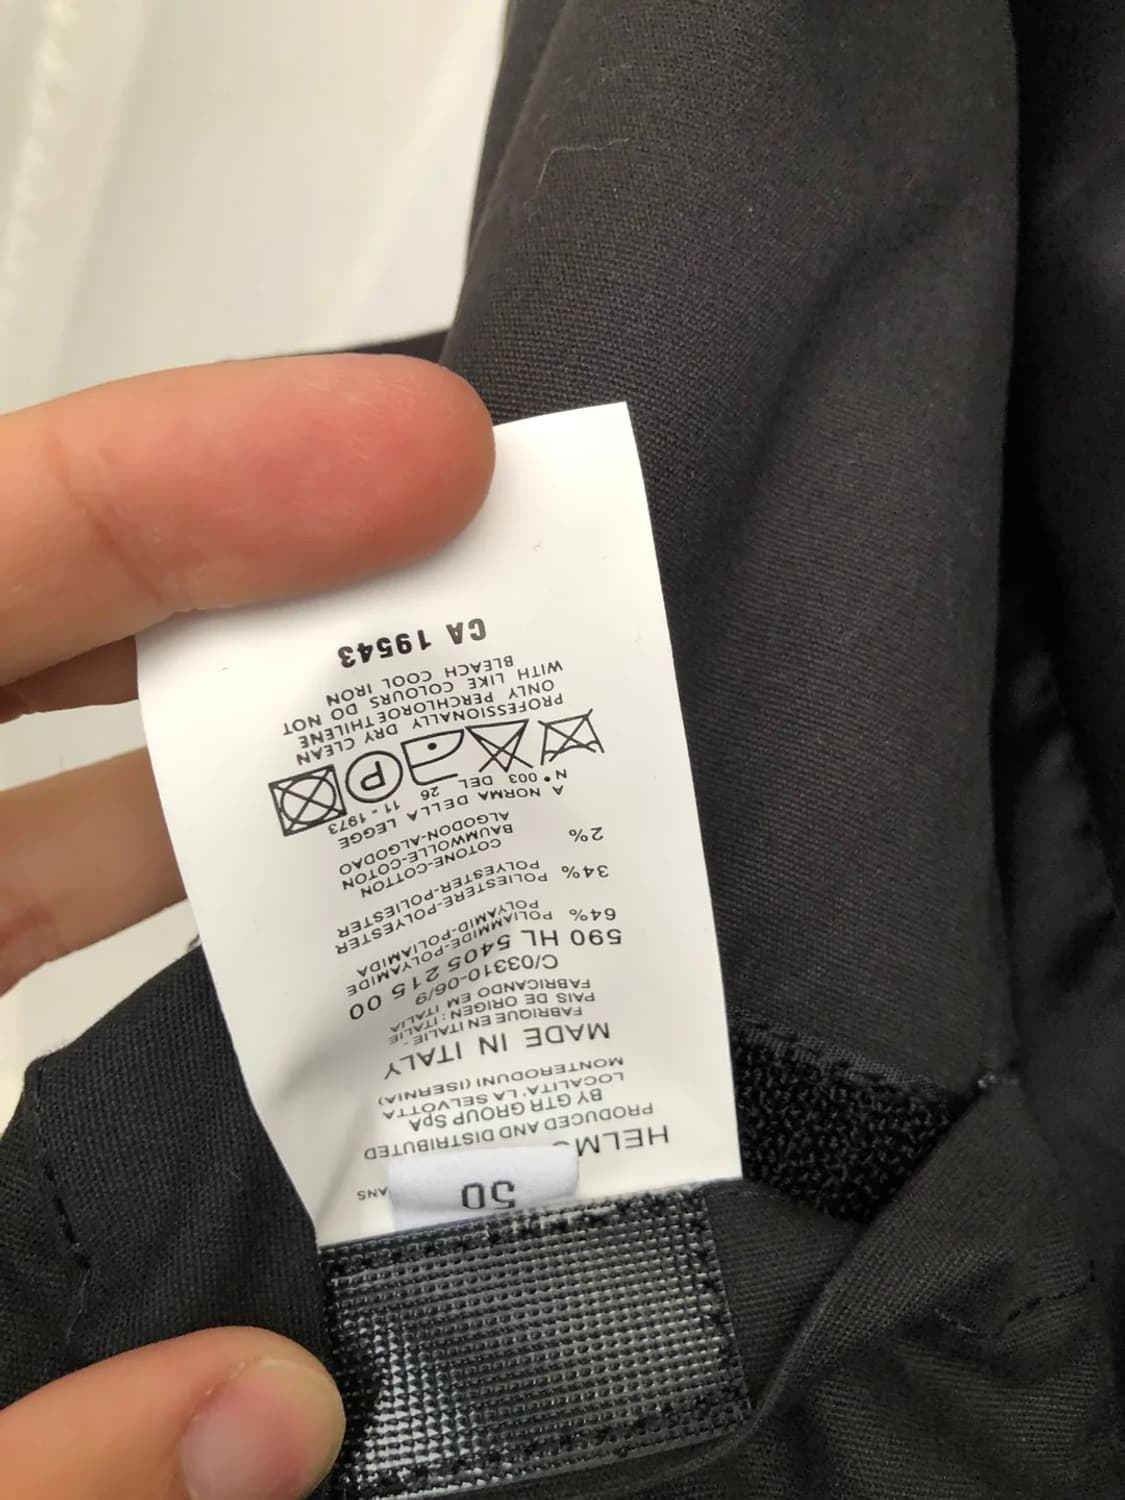 50
HELM
ANS
PRODUCED AND DISTRIBUTED
BY GTR GROUP SpA
LOCALITA' LA SELVOTTA
MONTERODUNI (ISERNIA)
MADE IN ITALY
FABRIQUE EN ITALIE -
PAIS DE ORIGEN : ITALIA
FABRICANDO EM ITALIA
C/03310-06/9
590 HL 5405 215 00
64% POLIAMMIDE-POLYAMIDE
POLYAMID-POLIAMIDA
34% POLIESTERE-POLYESTER
POLYESTER-POLIESTER
2% COTONE-COTTON
BAUMWOLLE-COTON
ALGODON-ALGODAO
A NORMA DELLA LEGGE
N° 003 DEL 26 11 - 1973
P
PROFESSIONALLY DRY CLEAN
ONLY PERCHLOROETHILENE
WITH LIKE COLOURS DO NOT
BLEACH COOL IRON
CA 19543